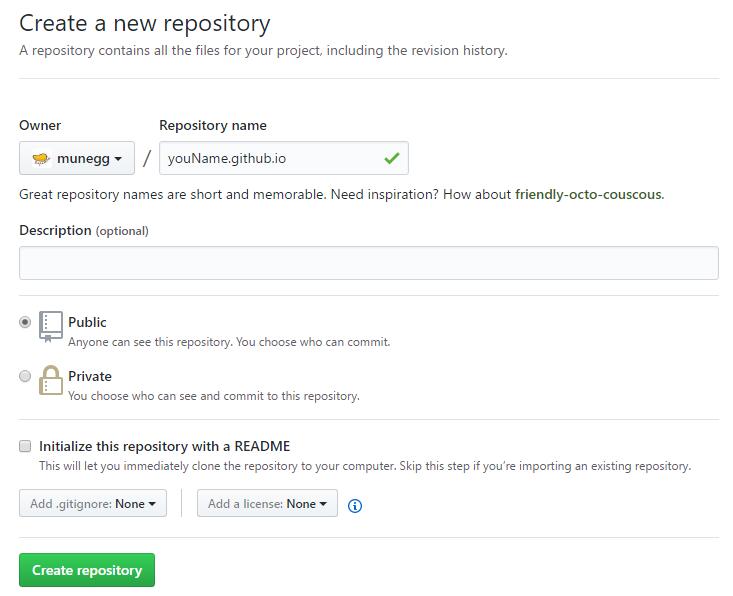 Create a new repository
A repository contains all the files for your project, including the revision history.
Owner Repository name
munegg / youName.github.io
Great repository names are short and memorable. Need inspiration? How about friendly-octo-couscous.
Description (optional)
Public
Anyone can see this repository. You choose who can commit.
Private
You choose who can see and commit to this repository.
Initialize this repository with a README
This will let you immediately clone the repository to your computer. Skip this step if you're importing an existing repository.
Add .gitignore: None Add a license: None
Create repository